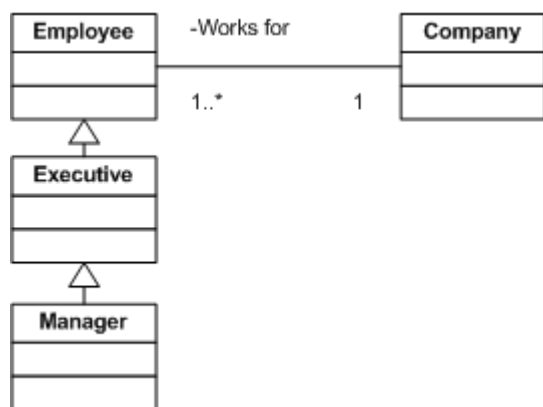 Employee
-Works for
Company
1..*
1
Executive
Manager